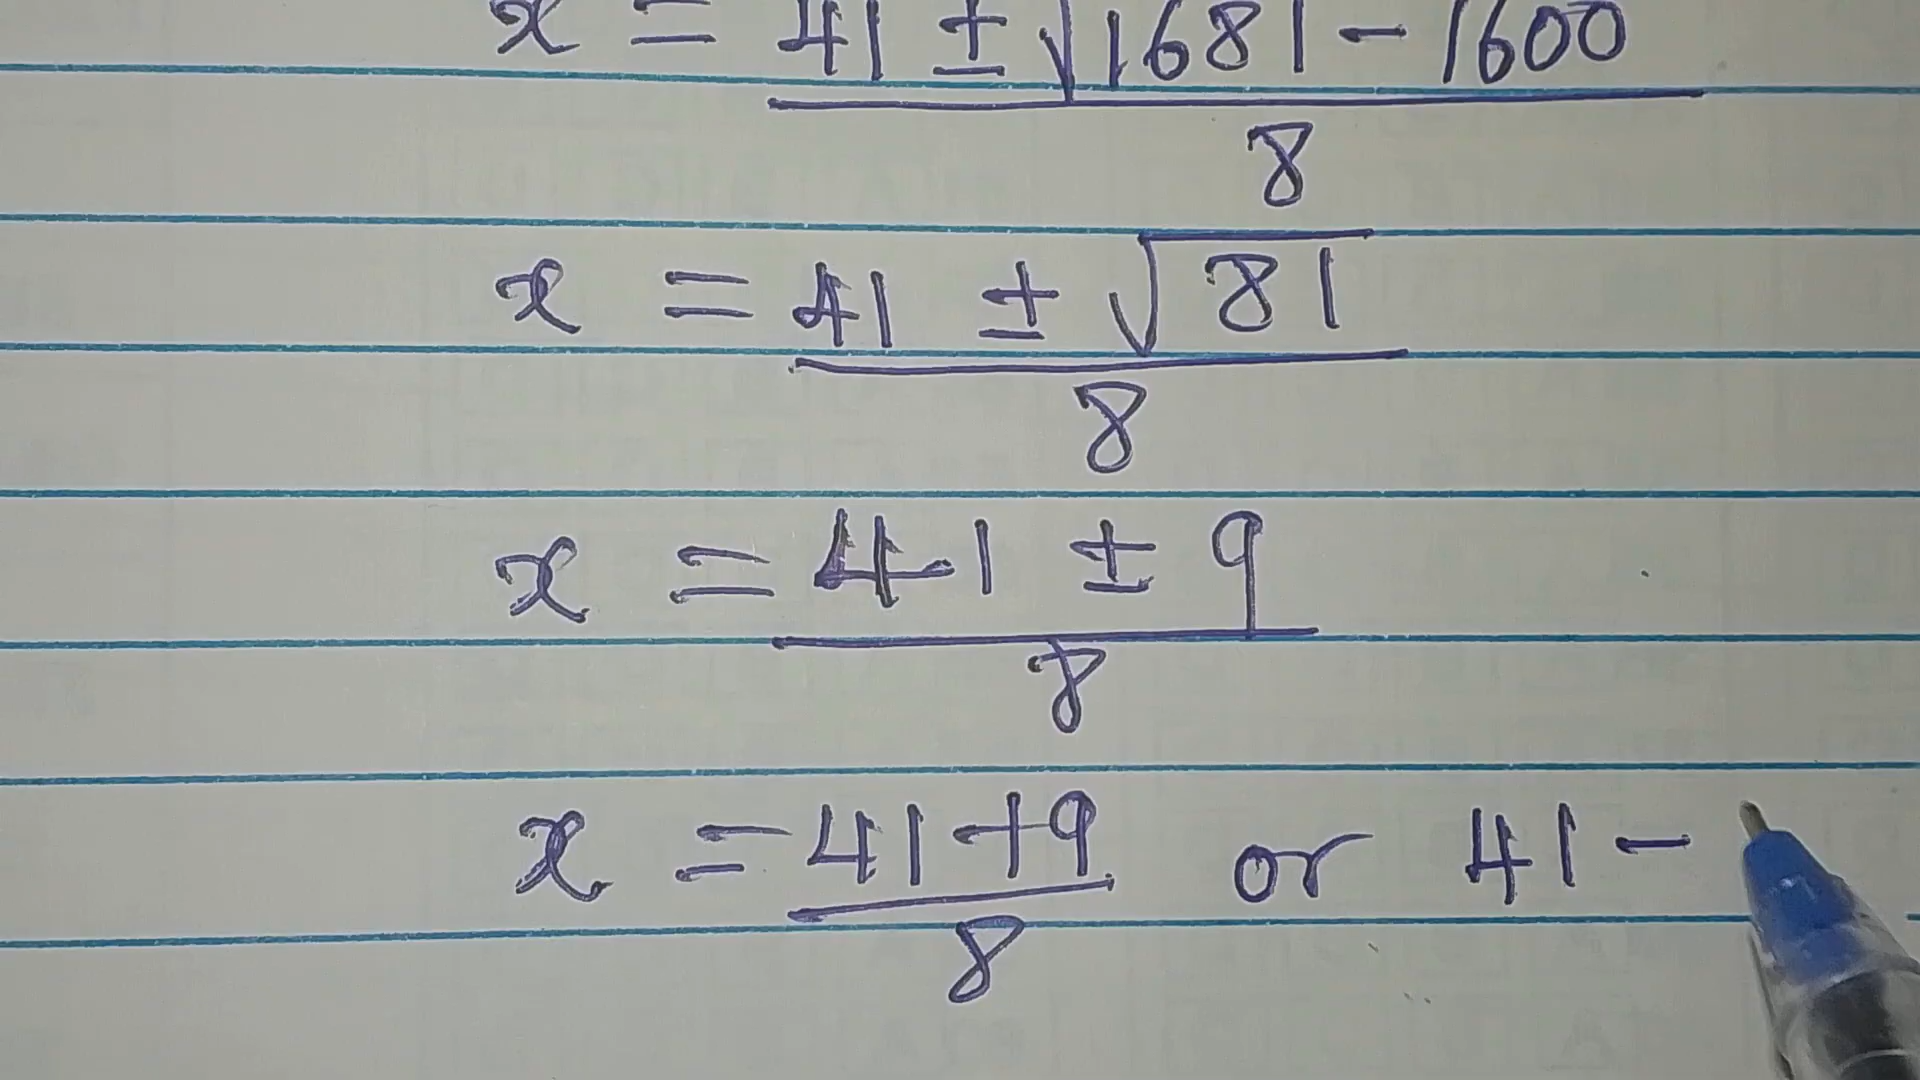 x = 41 ± √1681 - 1600
8
x = 41 ± √81
8
x = 41 ± 9
8
x = 41 + 9 or 41 -
8